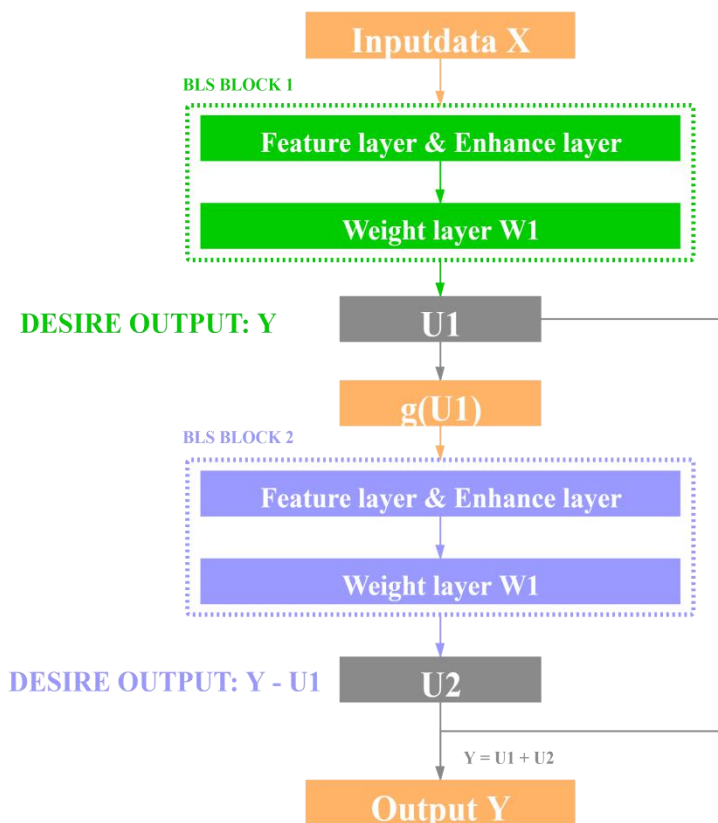 Inputdata X
BLS BLOCK 1
Feature layer & Enhance layer
Weight layer W1
DESIRE OUTPUT: Y
U1
g(U1)
BLS BLOCK 2
Feature layer & Enhance layer
Weight layer W1
DESIRE OUTPUT: Y - U1
U2
Y = U1 + U2
Output Y